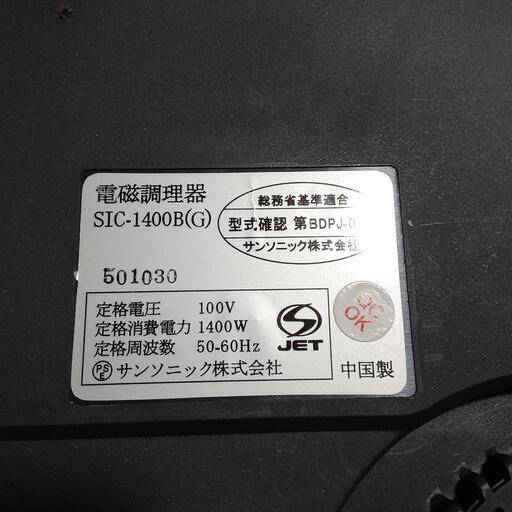 電磁調理器
SIC-1400B(G)
総務省基準適合
型式確認 第BDPJ-0
サンソニック株式会社
501030
定格電圧 100V
定格消費電力 1400W
定格周波数 50-60Hz
PSE サンソニック株式会社
S JET
QC OK
中国製